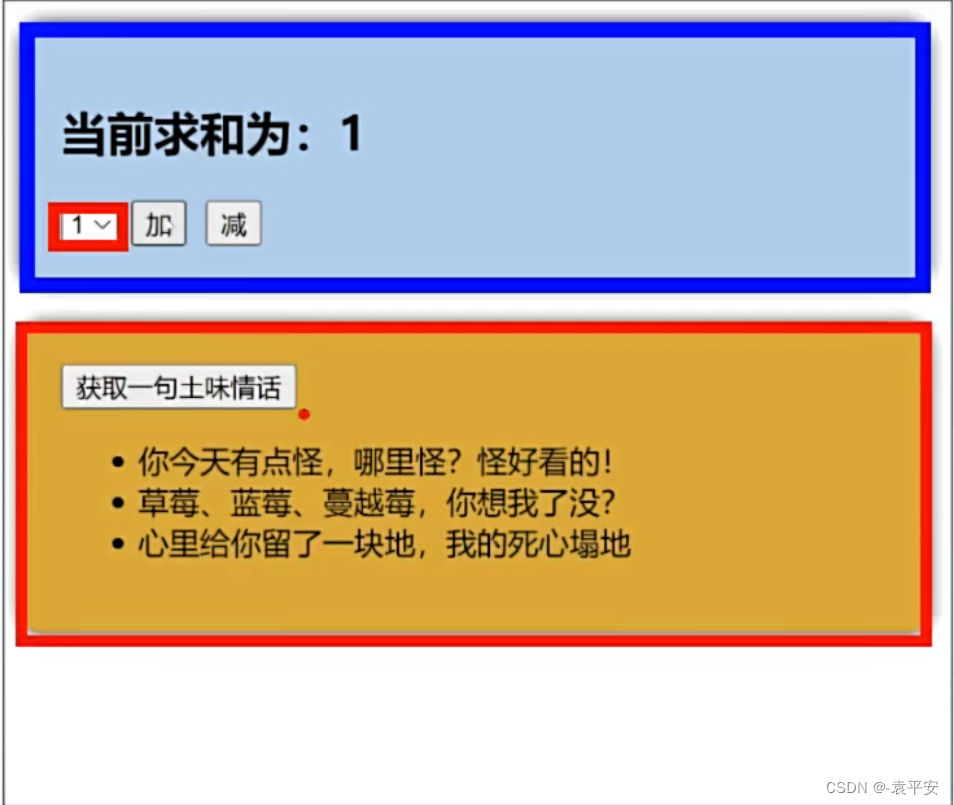 当前求和为：1
1 加 减
获取一句土味情话
你今天有点怪，哪里怪？怪好看的！
草莓、蓝莓、蔓越莓，你想我了没？
心里给你留了一块地，我的死心塌地
CSDN @-袁平安